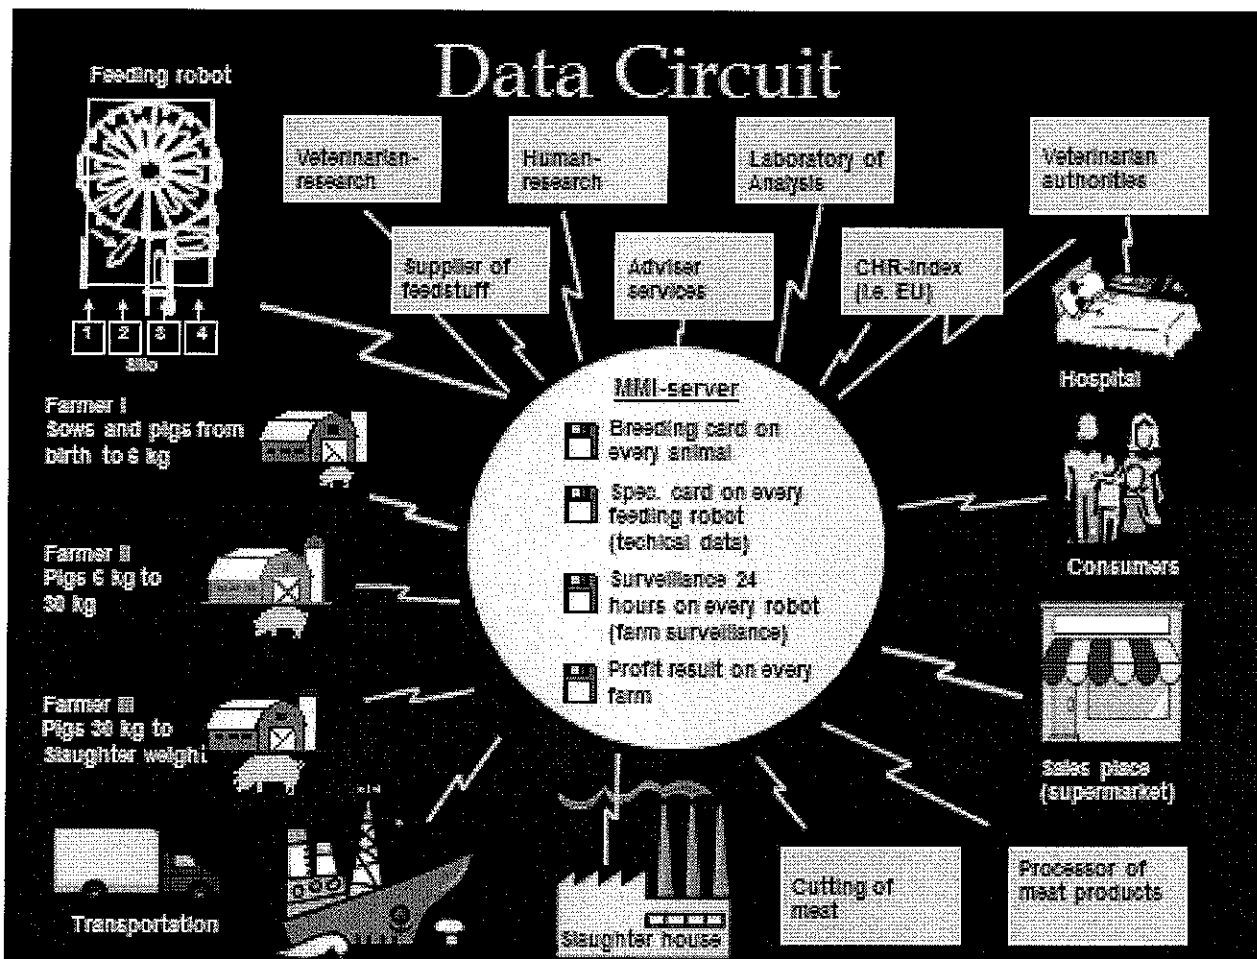 Data Circuit
Feeding robot
1 2 3 4
Silo
Veterinarian-
research
Human-
research
Laboratory of
Analysis
Veterinarian
authorities
Supplier of
feedstuff
Adviser
services
CHR-index
(i.e. EU)
Hospital
Farmer I
Sows and pigs from
birth to 6 kg
MMI-server
Breeding card on
every animal
Spec. card on every
feeding robot
(techical data)
Surveillance 24
hours on every robot
(farm surveillance)
Profit result on every
farm
Farmer II
Pigs 6 kg to
30 kg
Consumers
Farmer III
Pigs 30 kg to
Slaughter weight
Sales place
(supermarket)
Transportation
Slaughter house
Cutting of
meat
Processor of
meat products